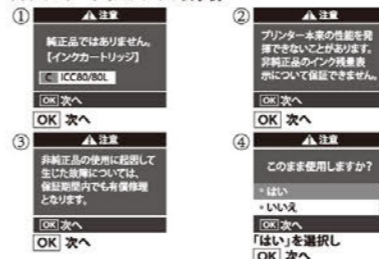 ①
⚠注意
純正品ではありません。
【インクカートリッジ】
C ICC80/80L
OK 次へ
OK 次へ
②
⚠注意
プリンター本来の性能を発
揮できないことがあります。
非純正品のインク残量表
示について保証できません。
OK 次へ
OK 次へ
③
⚠注意
非純正品の使用に起因して
生じた故障については、
保証期間内でも有償修理
となります。
OK 次へ
OK 次へ
④
⚠注意
このまま使用しますか?
・はい
・いいえ
OK 次へ
「はい」を選択し
OK 次へ